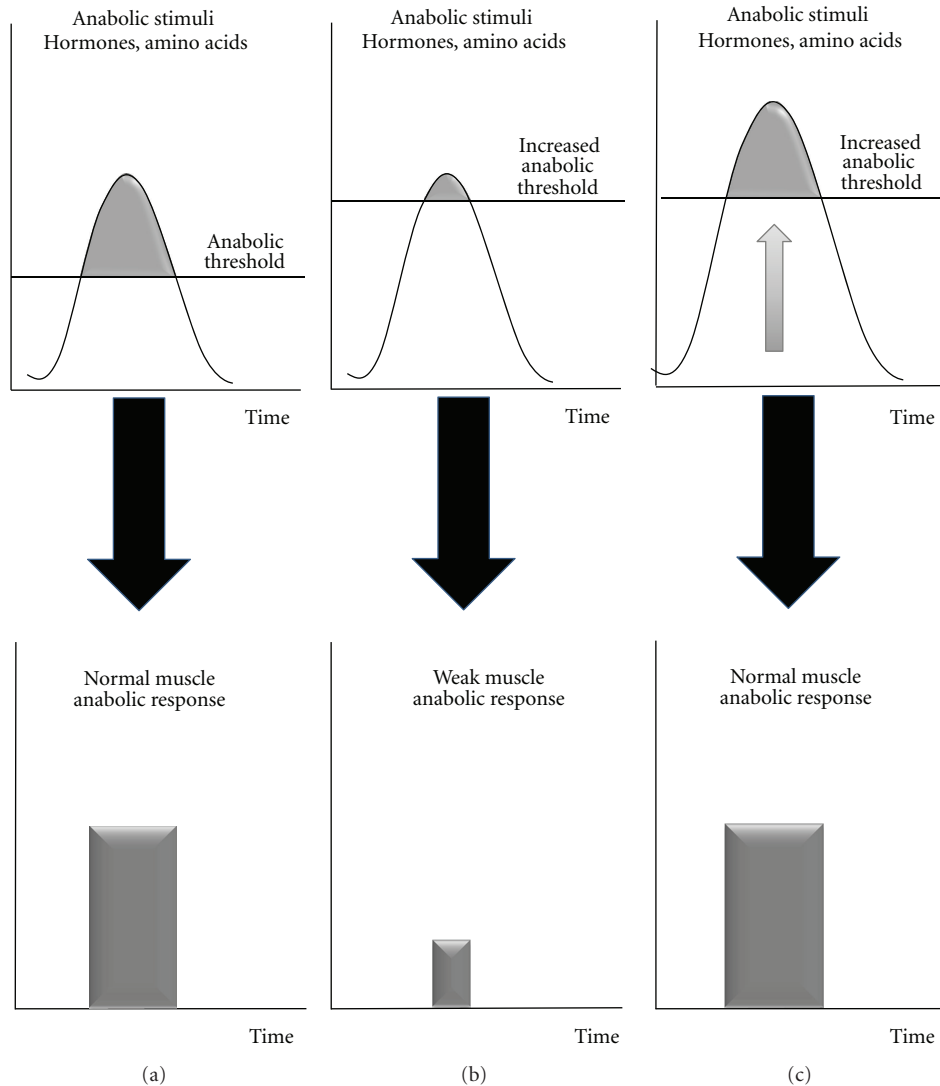 Anabolic stimuli
Hormones, amino acids
Anabolic
threshold
Time
Anabolic stimuli
Hormones, amino acids
Increased
anabolic
threshold
Time
Anabolic stimuli
Hormones, amino acids
Increased
anabolic
threshold
Time
Normal muscle
anabolic response
Time
(a)
Weak muscle
anabolic response
Time
(b)
Normal muscle
anabolic response
Time
(c)